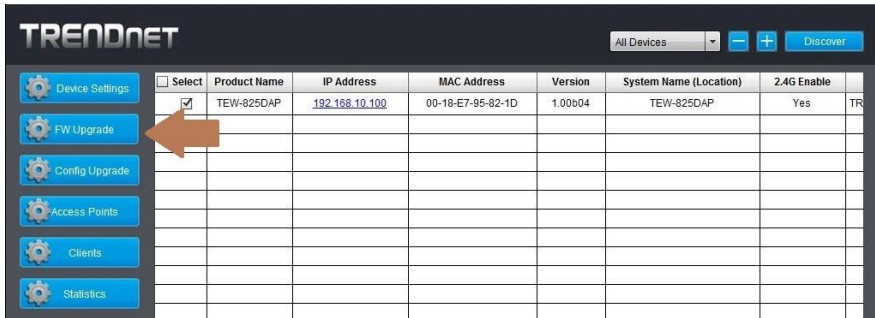 TRENDnET
All Devices Discover
Device Settings
FW Upgrade
Config Upgrade
Access Points
Clients
Statistics
Select Product Name IP Address MAC Address Version System Name (Location) 2.4G Enable
TEW-825DAP 192.168.10.100 00-18-E7-95-82-1D 1.00b04 TEW-825DAP Yes TR